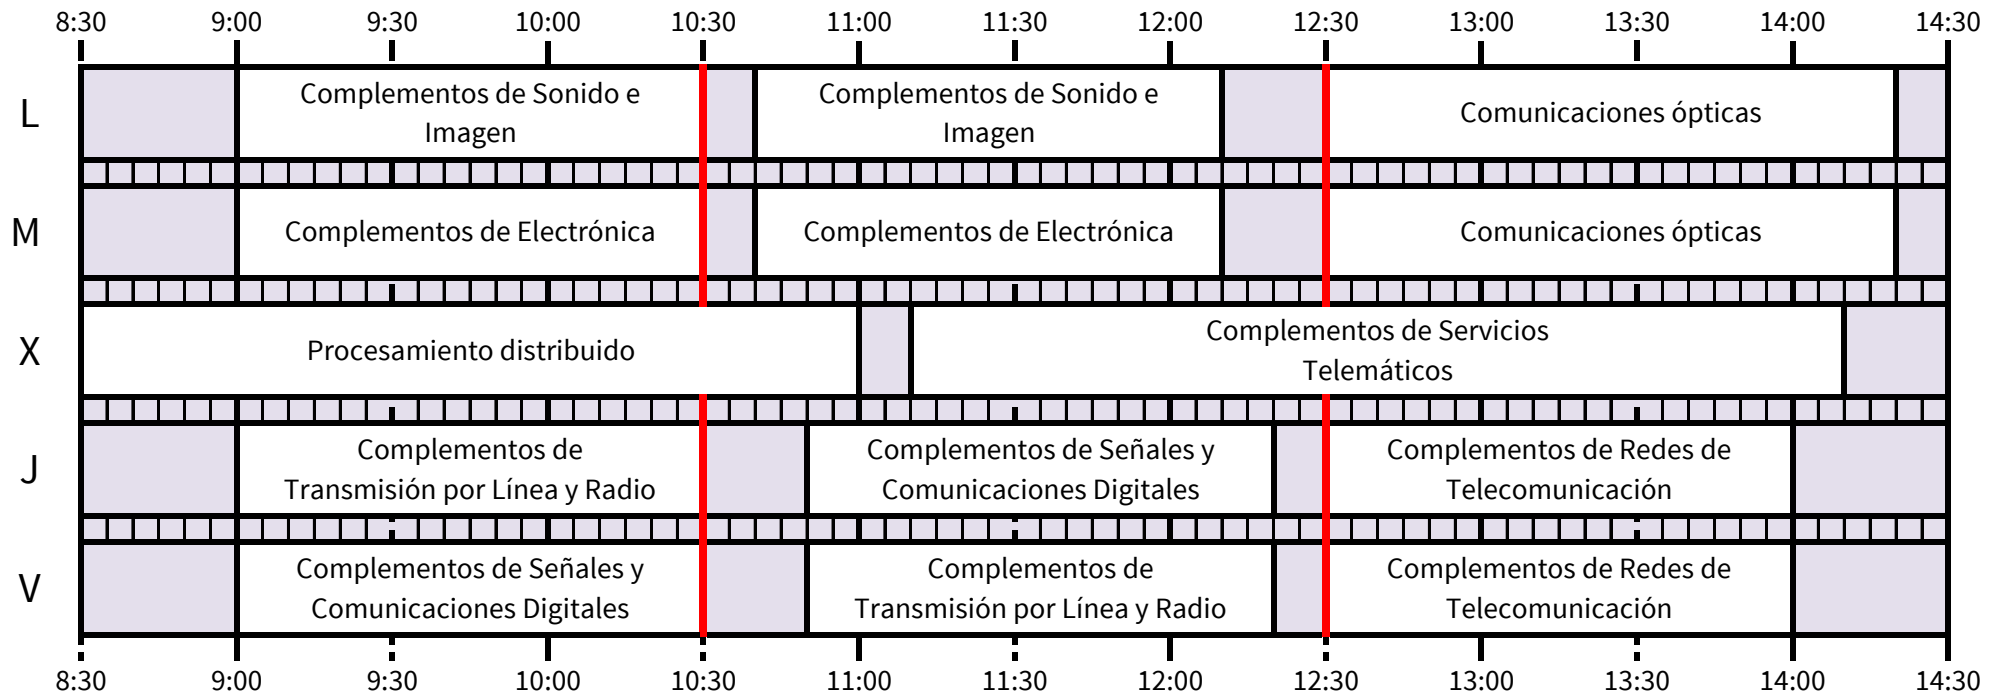 8:30 9:00 9:30 10:00 10:30 11:00 11:30 12:00 12:30 13:00 13:30 14:00 14:30
L
Complementos de Sonido e
Imagen
Complementos de Sonido e
Imagen
Comunicaciones ópticas
M
Complementos de Electrónica
Complementos de Electrónica
Comunicaciones ópticas
X
Procesamiento distribuido
Complementos de Servicios
Telemáticos
J
Complementos de
Transmisión por Línea y Radio
Complementos de Señales y
Comunicaciones Digitales
Complementos de Redes de
Telecomunicación
V
Complementos de Señales y
Comunicaciones Digitales
Complementos de
Transmisión por Línea y Radio
Complementos de Redes de
Telecomunicación
8:30 9:00 9:30 10:00 10:30 11:00 11:30 12:00 12:30 13:00 13:30 14:00 14:30